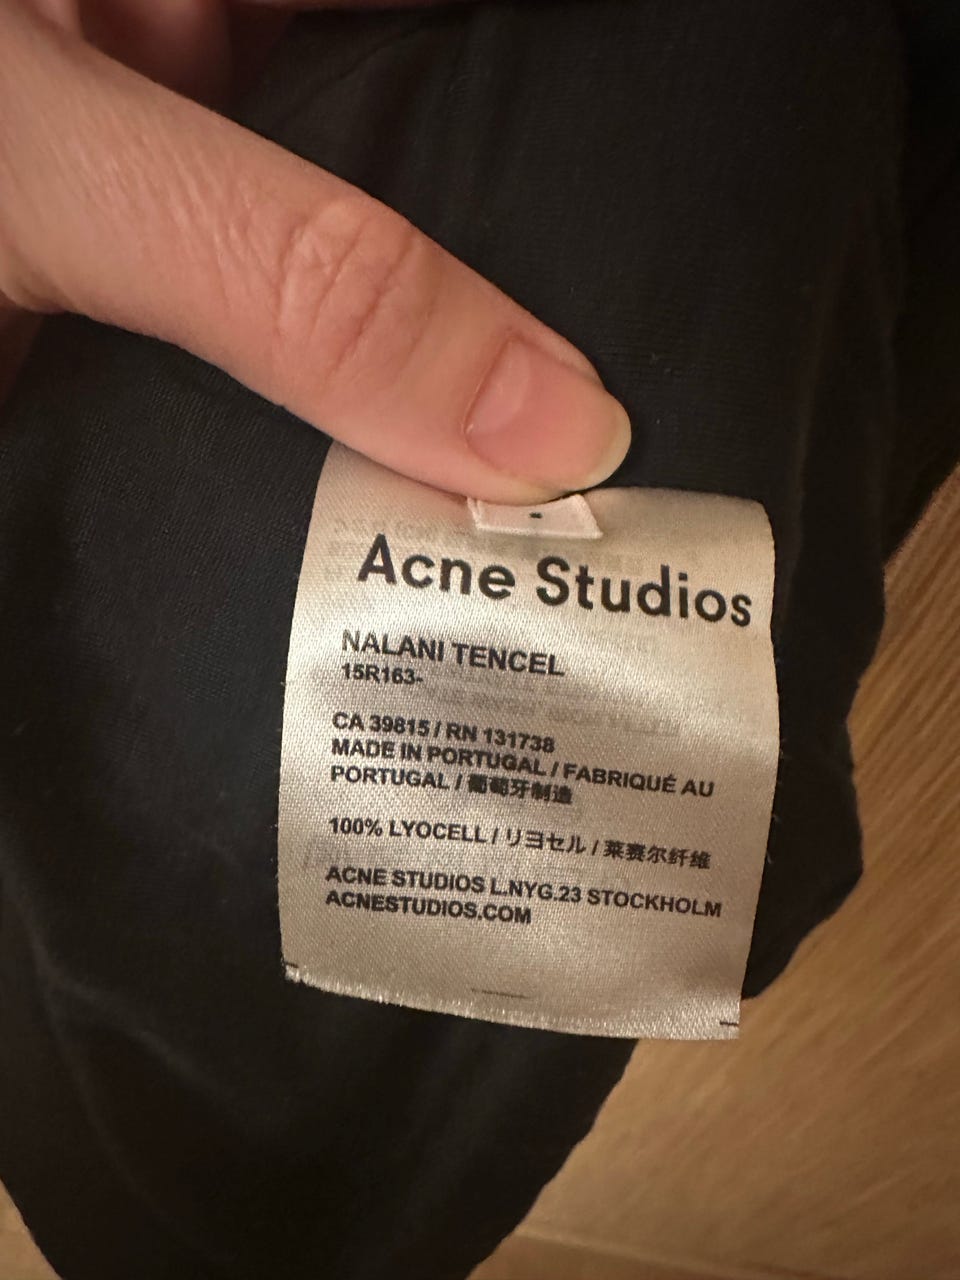 Acne Studios
NALANI TENCEL
15R163-
CA 39815 / RN 131738
MADE IN PORTUGAL / FABRIQUÉ AU
PORTUGAL / 葡萄牙制造
100% LYOCELL / リヨセル / 莱赛尔纤维
ACNE STUDIOS L.NYG.23 STOCKHOLM
ACNESTUDIOS.COM